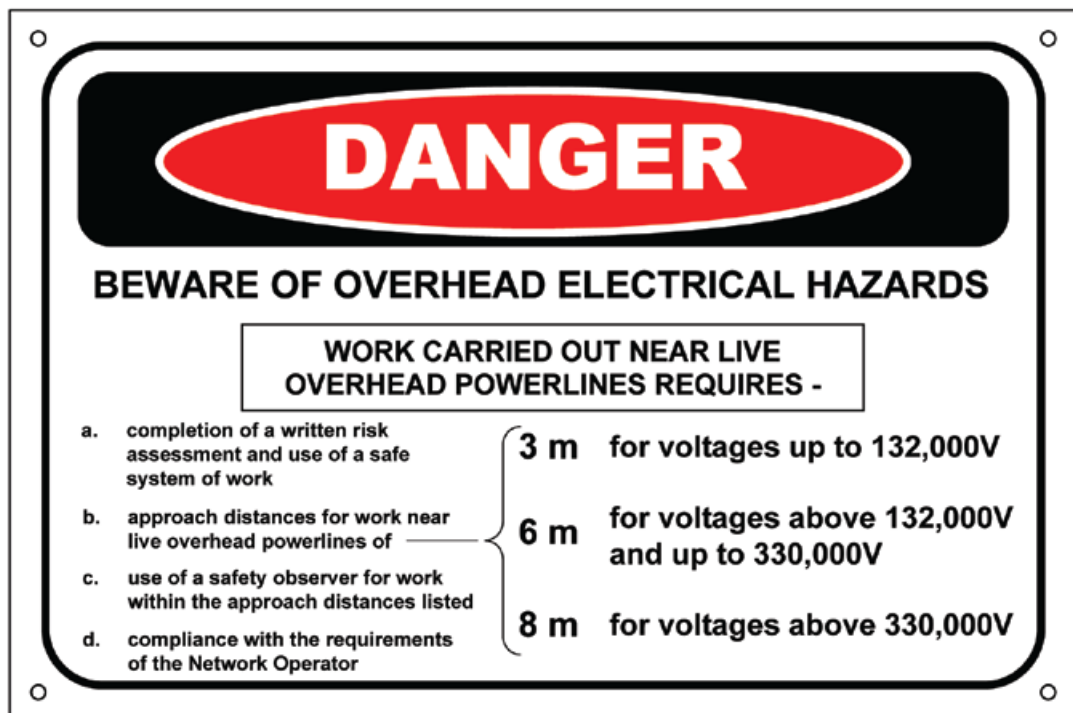 DANGER
BEWARE OF OVERHEAD ELECTRICAL HAZARDS
WORK CARRIED OUT NEAR LIVE
OVERHEAD POWERLINES REQUIRES -
a. completion of a written risk
assessment and use of a safe
system of work
b. approach distances for work near
live overhead powerlines of
3 m for voltages up to 132,000V
6 m for voltages above 132,000V
and up to 330,000V
8 m for voltages above 330,000V
c. use of a safety observer for work
within the approach distances listed
d. compliance with the requirements
of the Network Operator